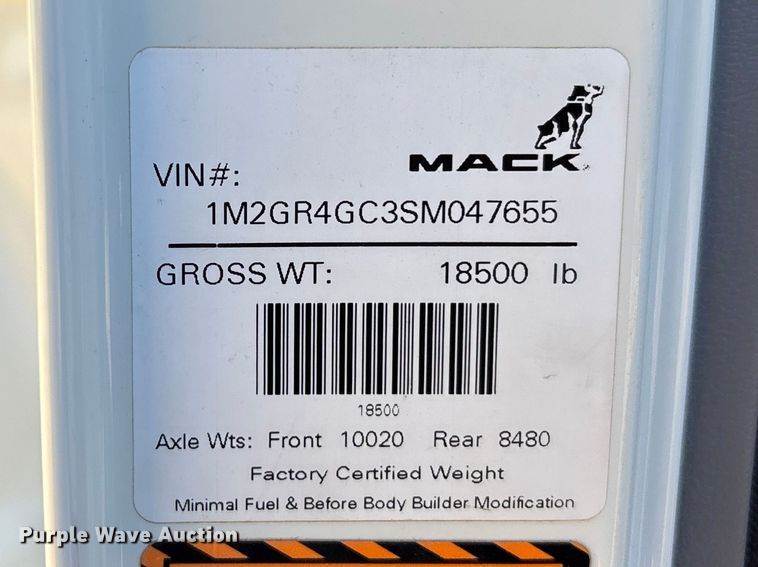 MACK
VIN#:
1M2GR4GC3SM047655
GROSS WT: 18500 lb
18500
Axle Wts: Front 10020 Rear 8480
Factory Certified Weight
Minimal Fuel & Before Body Builder Modification
Purple Wave Auction